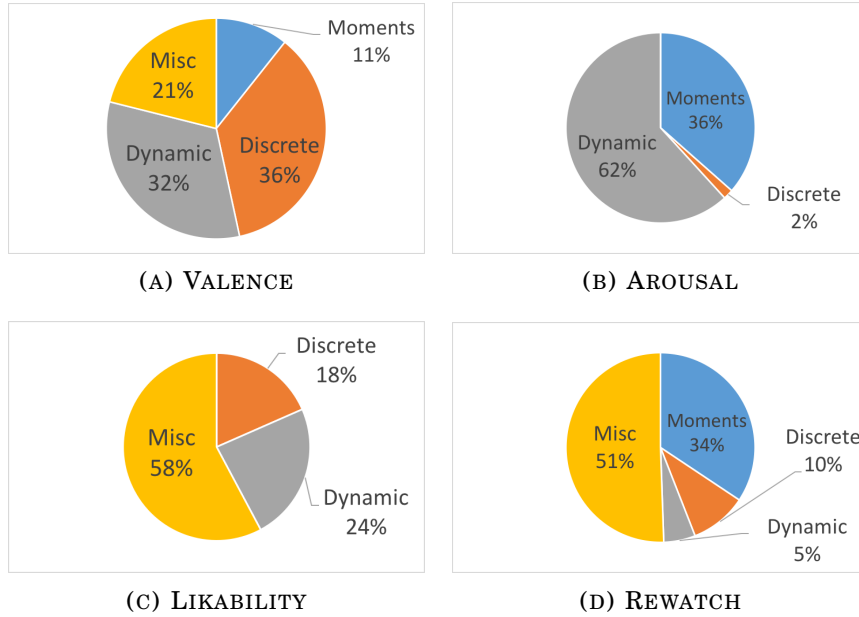 Moments
11%
Misc
21%
Discrete
36%
Dynamic
32%
(A) VALENCE
Moments
36%
Dynamic
62%
Discrete
2%
(B) AROUSAL
Discrete
18%
Misc
58%
Dynamic
24%
(C) LIKABILITY
Moments
34%
Misc
51%
Discrete
10%
Dynamic
5%
(D) REWATCH